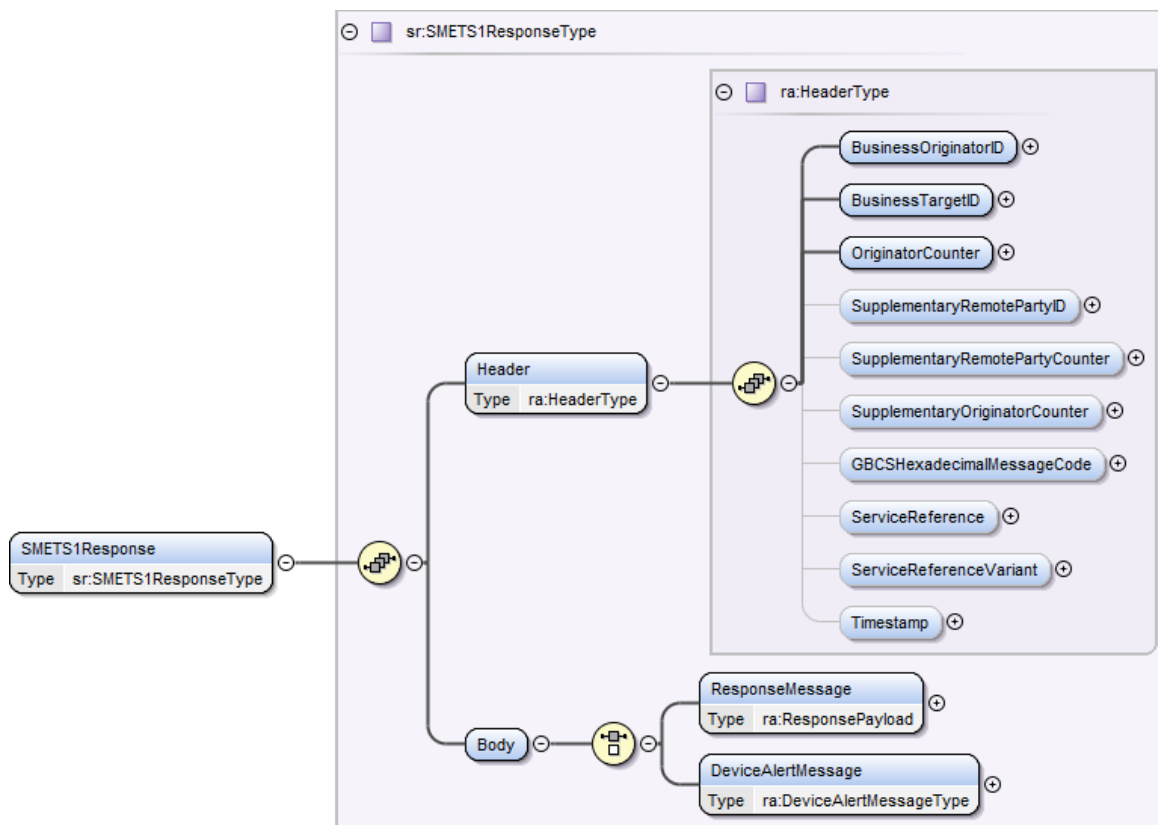 sr:SMETS1ResponseType
ra:HeaderType
BusinessOriginatorID
BusinessTargetID
OriginatorCounter
SupplementaryRemotePartyID
SupplementaryRemotePartyCounter
SupplementaryOriginatorCounter
GBCSHexadecimalMessageCode
ServiceReference
ServiceReferenceVariant
Timestamp
Header
Type ra:HeaderType
SMETS1Response
Type sr:SMETS1ResponseType
Body
ResponseMessage
Type ra:ResponsePayload
DeviceAlertMessage
Type ra:DeviceAlertMessageType